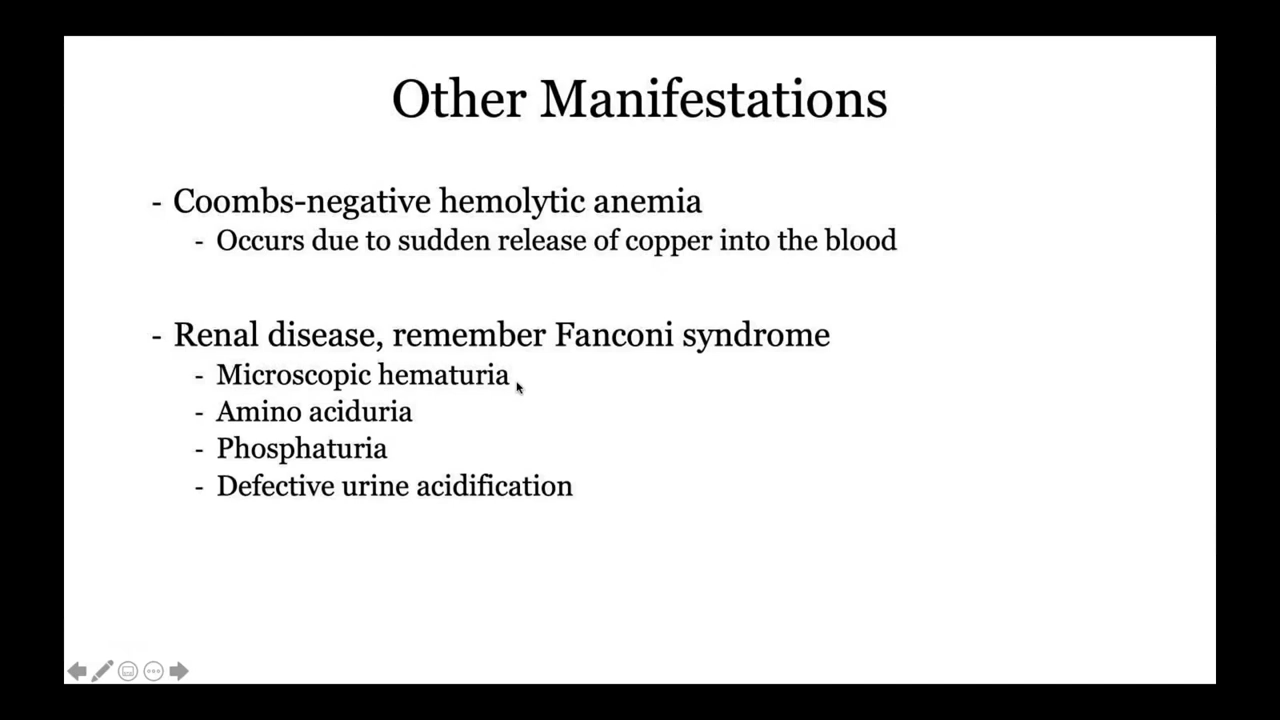 Other Manifestations
- Coombs-negative hemolytic anemia
- Occurs due to sudden release of copper into the blood
- Renal disease, remember Fanconi syndrome
- Microscopic hematuria
- Amino aciduria
- Phosphaturia
- Defective urine acidification